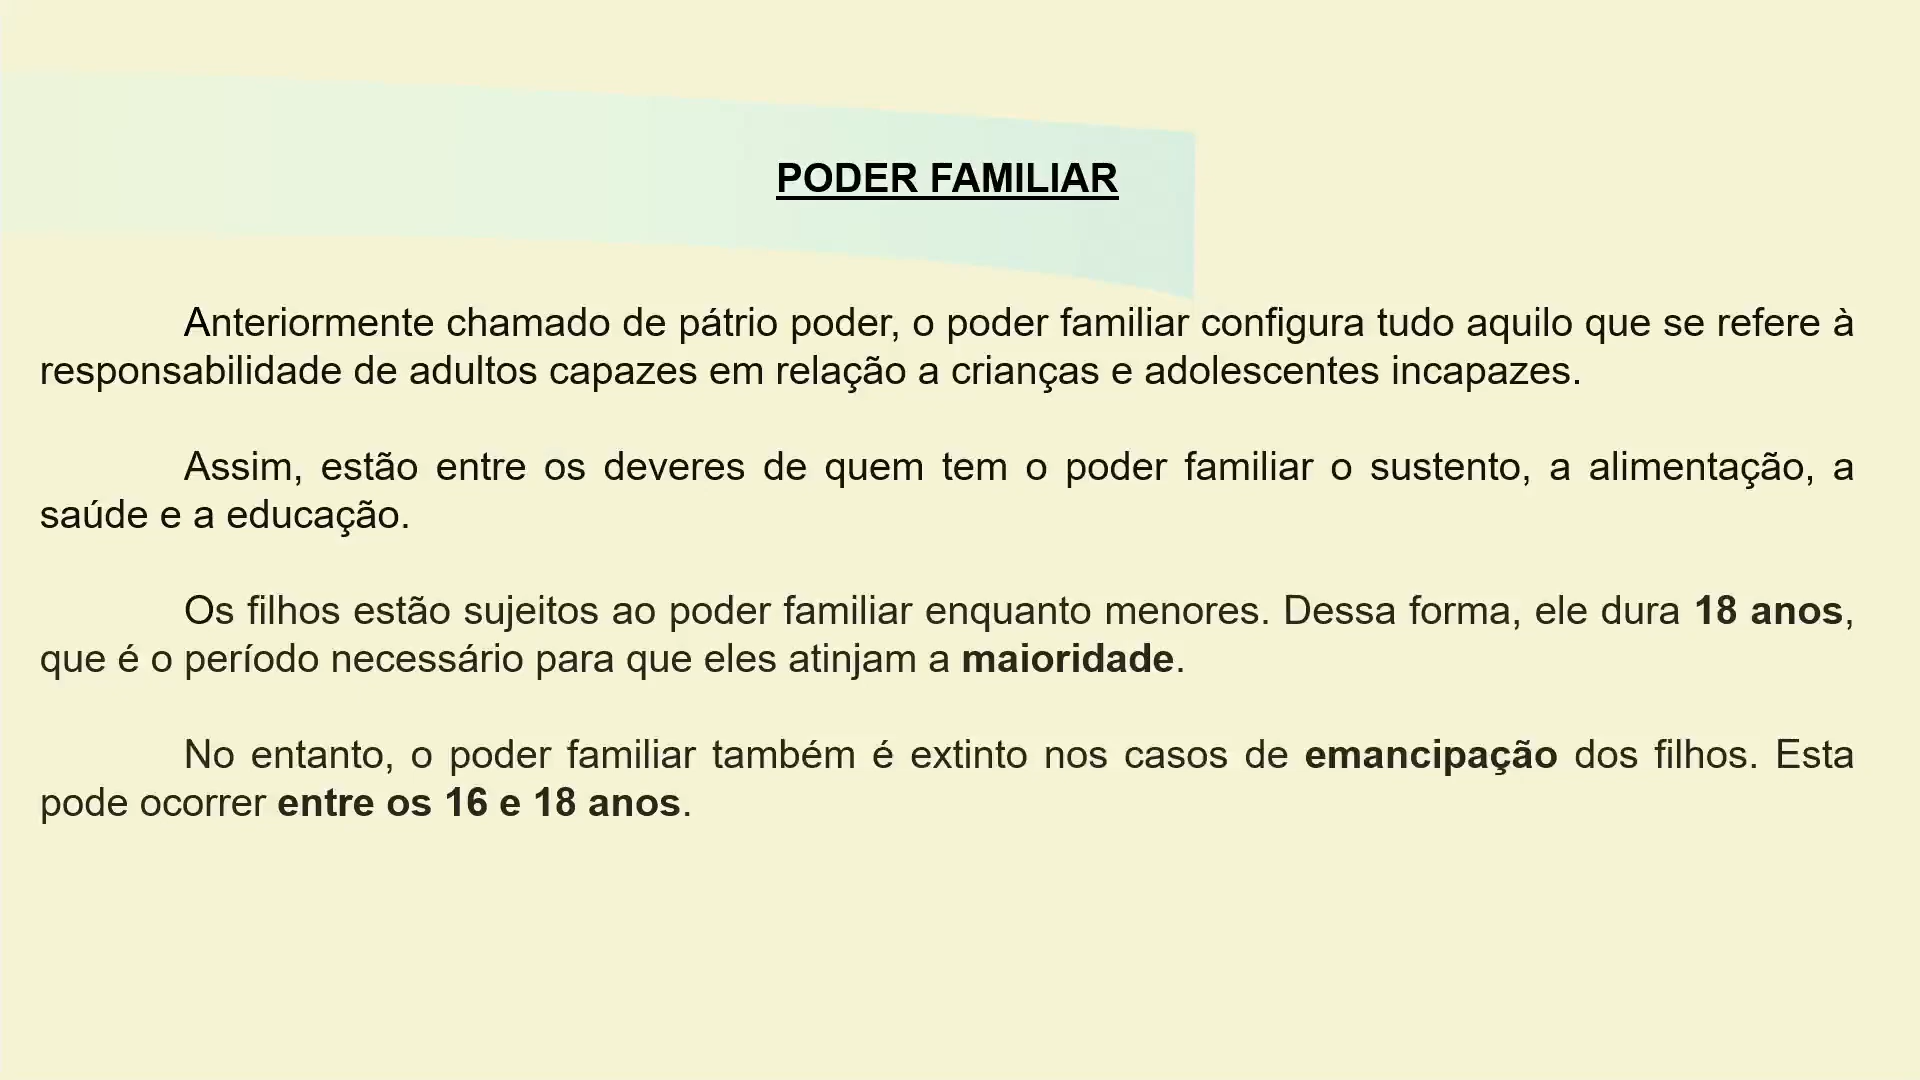 PODER FAMILIAR
Anteriormente chamado de pátrio poder, o poder familiar configura tudo aquilo que se refere à
responsabilidade de adultos capazes em relação a crianças e adolescentes incapazes.
Assim, estão entre os deveres de quem tem o poder familiar o sustento, a alimentação, a
saúde e a educação.
Os filhos estão sujeitos ao poder familiar enquanto menores. Dessa forma, ele dura 18 anos,
que é o período necessário para que eles atinjam a maioridade.
No entanto, o poder familiar também é extinto nos casos de emancipação dos filhos. Esta
pode ocorrer entre os 16 e 18 anos.